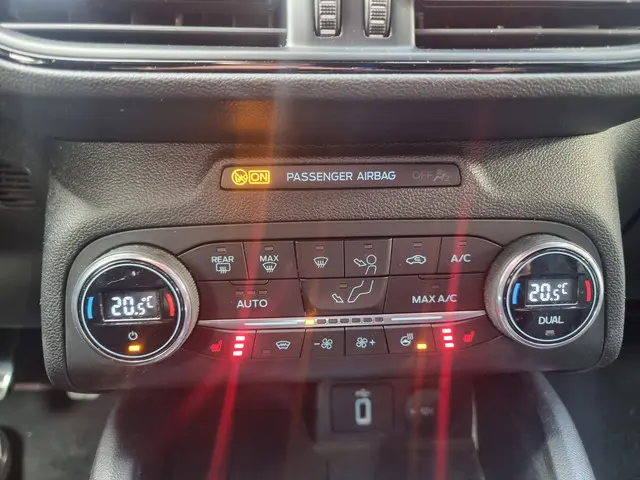 ON PASSENGER AIRBAG OFF
REAR MAX A/C
20.5°C 20.5°C
AUTO MAX A/C
DUAL